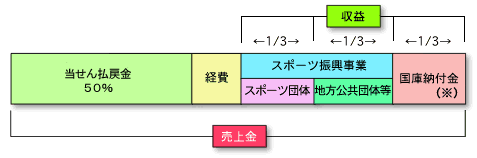 収益
←1/3→ ←1/3→ ←1/3→
当せん払戻金
50%
経費
スポーツ振興事業
スポーツ団体
地方公共団体等
国庫納付金
(※)
売上金